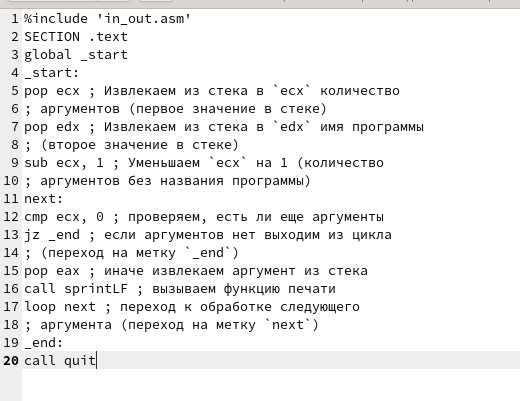 1 %include 'in_out.asm'
2 SECTION .text
3 global _start
4 _start:
5 pop ecx ; Извлекаем из стека в `ecx` количество
6 ; аргументов (первое значение в стеке)
7 pop edx ; Извлекаем из стека в `edx` имя программы
8 ; (второе значение в стеке)
9 sub ecx, 1 ; Уменьшаем `ecx` на 1 (количество
10 ; аргументов без названия программы)
11 next:
12 cmp ecx, 0 ; проверяем, есть ли еще аргументы
13 jz _end ; если аргументов нет выходим из цикла
14 ; (переход на метку `_end`)
15 pop eax ; иначе извлекаем аргумент из стека
16 call sprintLF ; вызываем функцию печати
17 loop next ; переход к обработке следующего
18 ; аргумента (переход на метку `next`)
19 _end:
20 call quit